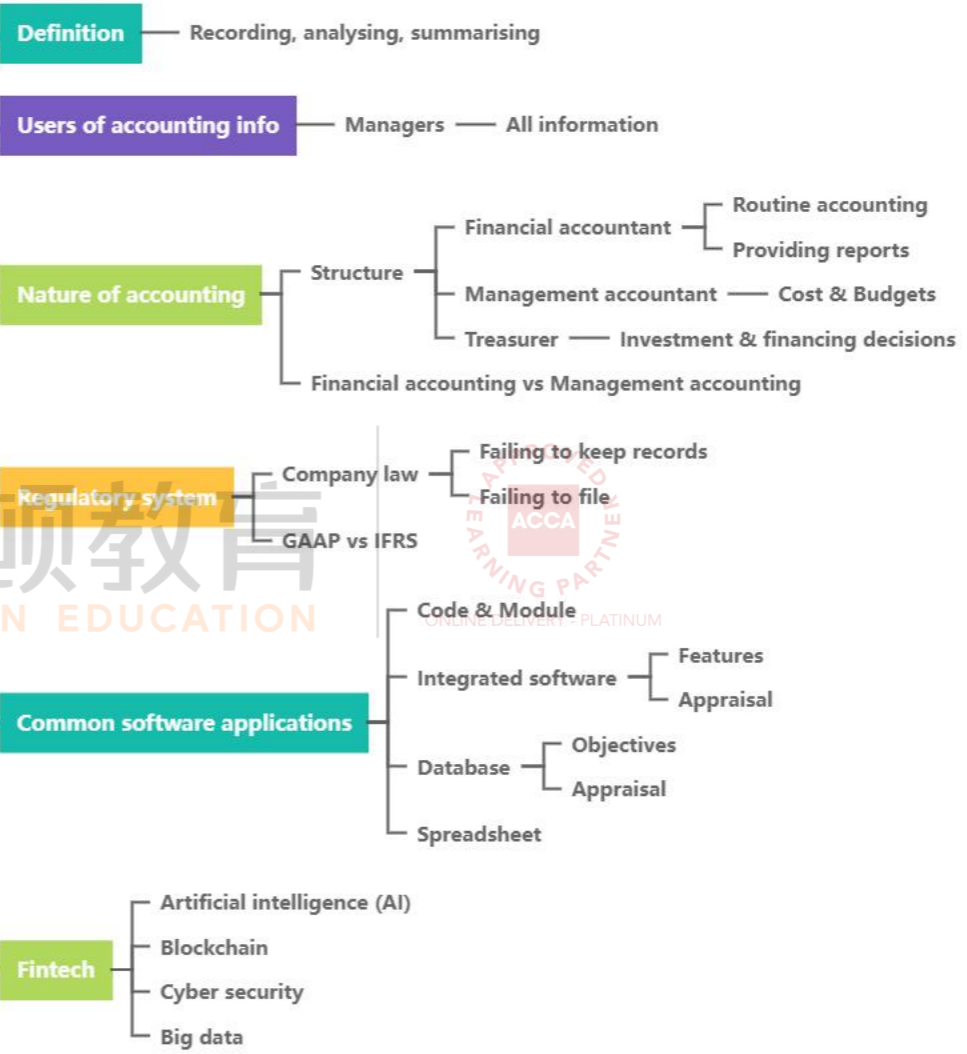 Definition
Recording, analysing, summarising
Users of accounting info
Managers
All information
Nature of accounting
Structure
Financial accountant
Routine accounting
Providing reports
Management accountant
Cost & Budgets
Treasurer
Investment & financing decisions
Financial accounting vs Management accounting
Regulatory system
Company law
Failing to keep records
Failing to file
GAAP vs IFRS
APPROVED LEARNING PARTNER
ACCA
ONLINE DELIVERY - PLATINUM
顿教育
N EDUCATION
Common software applications
Code & Module
Integrated software
Features
Appraisal
Database
Objectives
Appraisal
Spreadsheet
Fintech
Artificial intelligence (AI)
Blockchain
Cyber security
Big data